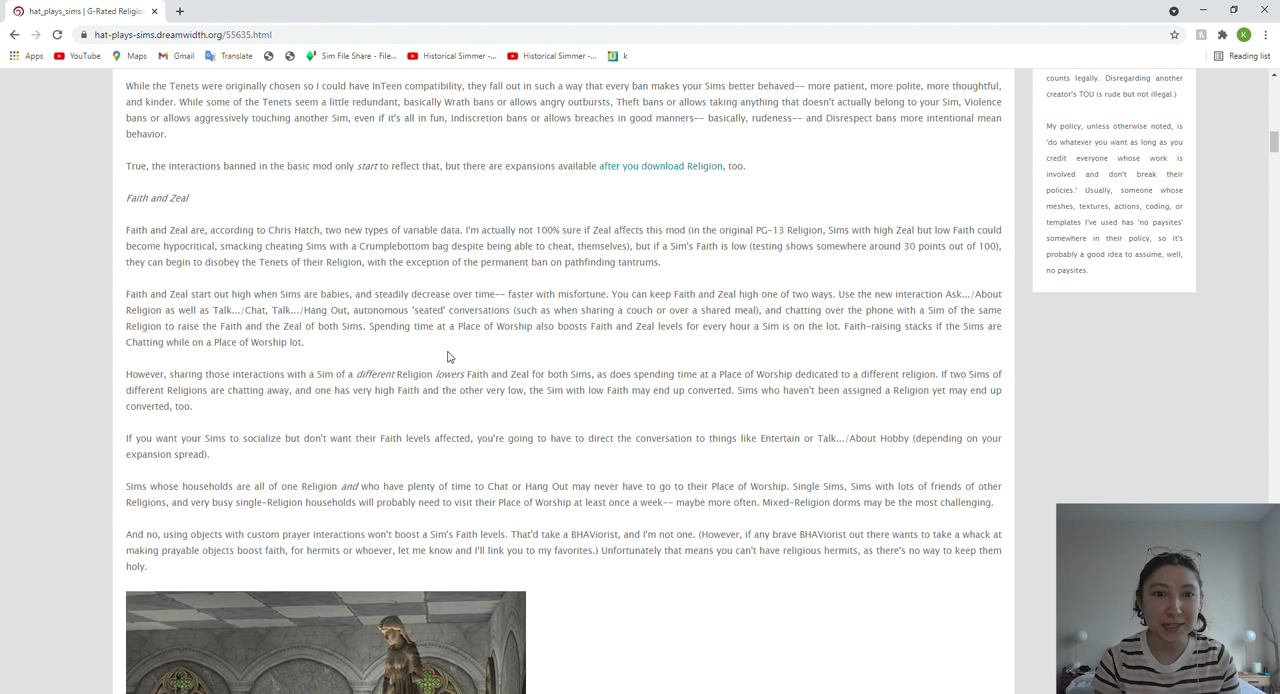 hat_plays_sims | G-Rated Religio
hat-plays-sims.dreamwidth.org/55635.html
K
Apps
YouTube
Maps
Gmail
Translate
Sim File Share - File...
Historical Simmer -...
Historical Simmer -...
k
Reading list
While the Tenets were originally chosen so I could have InTeen compatibility, they fall out in such a way that every ban makes your Sims better behaved-- more patient, more polite, more thoughtful,
and kinder. While some of the Tenets seem a little redundant, basically Wrath bans or allows angry outbursts, Theft bans or allows taking anything that doesn't actually belong to your Sim, Violence
bans or allows aggressively touching another Sim, even if it's all in fun, Indiscretion bans or allows breaches in good manners-- basically, rudeness-- and Disrespect bans more intentional mean
behavior.
True, the interactions banned in the basic mod only start to reflect that, but there are expansions available after you download Religion, too.
Faith and Zeal
Faith and Zeal are, according to Chris Hatch, two new types of variable data. I'm actually not 100% sure if Zeal affects this mod (in the original PG-13 Religion, Sims with high Zeal but low Faith could
become hypocritical, smacking cheating Sims with a Crumplebottom bag despite being able to cheat, themselves), but if a Sim's Faith is low (testing shows somewhere around 30 points out of 100),
they can begin to disobey the Tenets of their Religion, with the exception of the permanent ban on pathfinding tantrums.
Faith and Zeal start out high when Sims are babies, and steadily decrease over time-- faster with misfortune. You can keep Faith and Zeal high one of two ways. Use the new interaction Ask.../About
Religion as well as Talk.../Chat, Talk.../Hang Out, autonomous 'seated' conversations (such as when sharing a couch or over a shared meal), and chatting over the phone with a Sim of the same
Religion to raise the Faith and the Zeal of both Sims. Spending time at a Place of Worship also boosts Faith and Zeal levels for every hour a Sim is on the lot. Faith-raising stacks if the Sims are
Chatting while on a Place of Worship lot.
However, sharing those interactions with a Sim of a different Religion lowers Faith and Zeal for both Sims, as does spending time at a Place of Worship dedicated to a different religion. If two Sims of
different Religions are chatting away, and one has very high Faith and the other very low, the Sim with low Faith may end up converted. Sims who haven't been assigned a Religion yet may end up
converted, too.
If you want your Sims to socialize but don't want their Faith levels affected, you're going to have to direct the conversation to things like Entertain or Talk.../About Hobby (depending on your
expansion spread).
Sims whose households are all of one Religion and who have plenty of time to Chat or Hang Out may never have to go to their Place of Worship. Single Sims, Sims with lots of friends of other
Religions, and very busy single-Religion households will probably need to visit their Place of Worship at least once a week-- maybe more often. Mixed-Religion dorms may be the most challenging.
And no, using objects with custom prayer interactions won't boost a Sim's Faith levels. That'd take a BHAViorist, and I'm not one. (However, if any brave BHAViorist out there wants to take a whack at
making prayable objects boost faith, for hermits or whoever, let me know and I'll link you to my favorites.) Unfortunately that means you can't have religious hermits, as there's no way to keep them
holy.
counts legally. Disregarding another
creator's TOU is rude but not illegal.)
My policy, unless otherwise noted, is
'do whatever you want as long as you
credit everyone whose work is
involved and don't break their
policies.' Usually, someone whose
meshes, textures, actions, coding, or
templates I've used has 'no paysites'
somewhere in their policy, so it's
probably a good idea to assume, well,
no paysites.